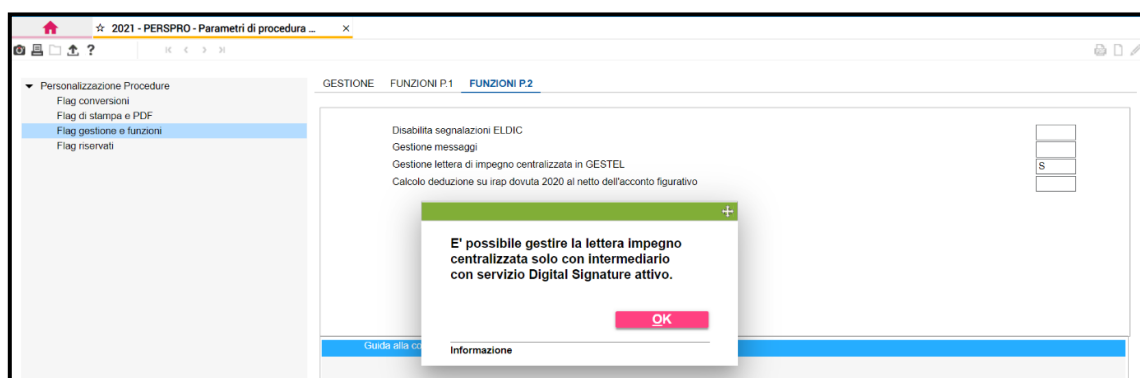 2021 - PERSPRO - Parametri di procedura ...
Personalizzazione Procedure
Flag conversioni
Flag di stampa e PDF
Flag gestione e funzioni
Flag riservati
GESTIONE FUNZIONI P.1 FUNZIONI P.2
Disabilita segnalazioni ELDIC
Gestione messaggi
Gestione lettera di impegno centralizzata in GESTEL S
Calcolo deduzione su irap dovuta 2020 al netto dell'acconto figurativo
E' possibile gestire la lettera impegno
centralizzata solo con intermediario
con servizio Digital Signature attivo.
OK
Informazione
Guida alla co